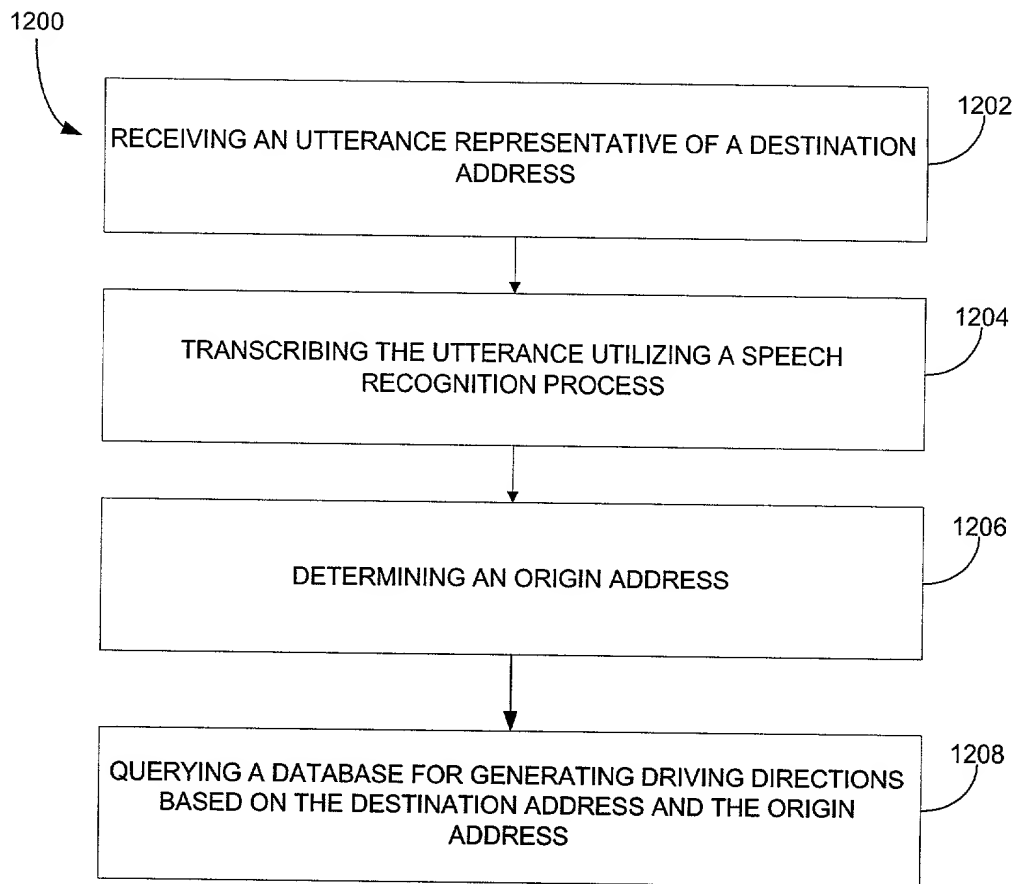 1200
1202
RECEIVING AN UTTERANCE REPRESENTATIVE OF A DESTINATION
ADDRESS
1204
TRANSCRIBING THE UTTERANCE UTILIZING A SPEECH
RECOGNITION PROCESS
1206
DETERMINING AN ORIGIN ADDRESS
1208
QUERYING A DATABASE FOR GENERATING DRIVING DIRECTIONS
BASED ON THE DESTINATION ADDRESS AND THE ORIGIN
ADDRESS